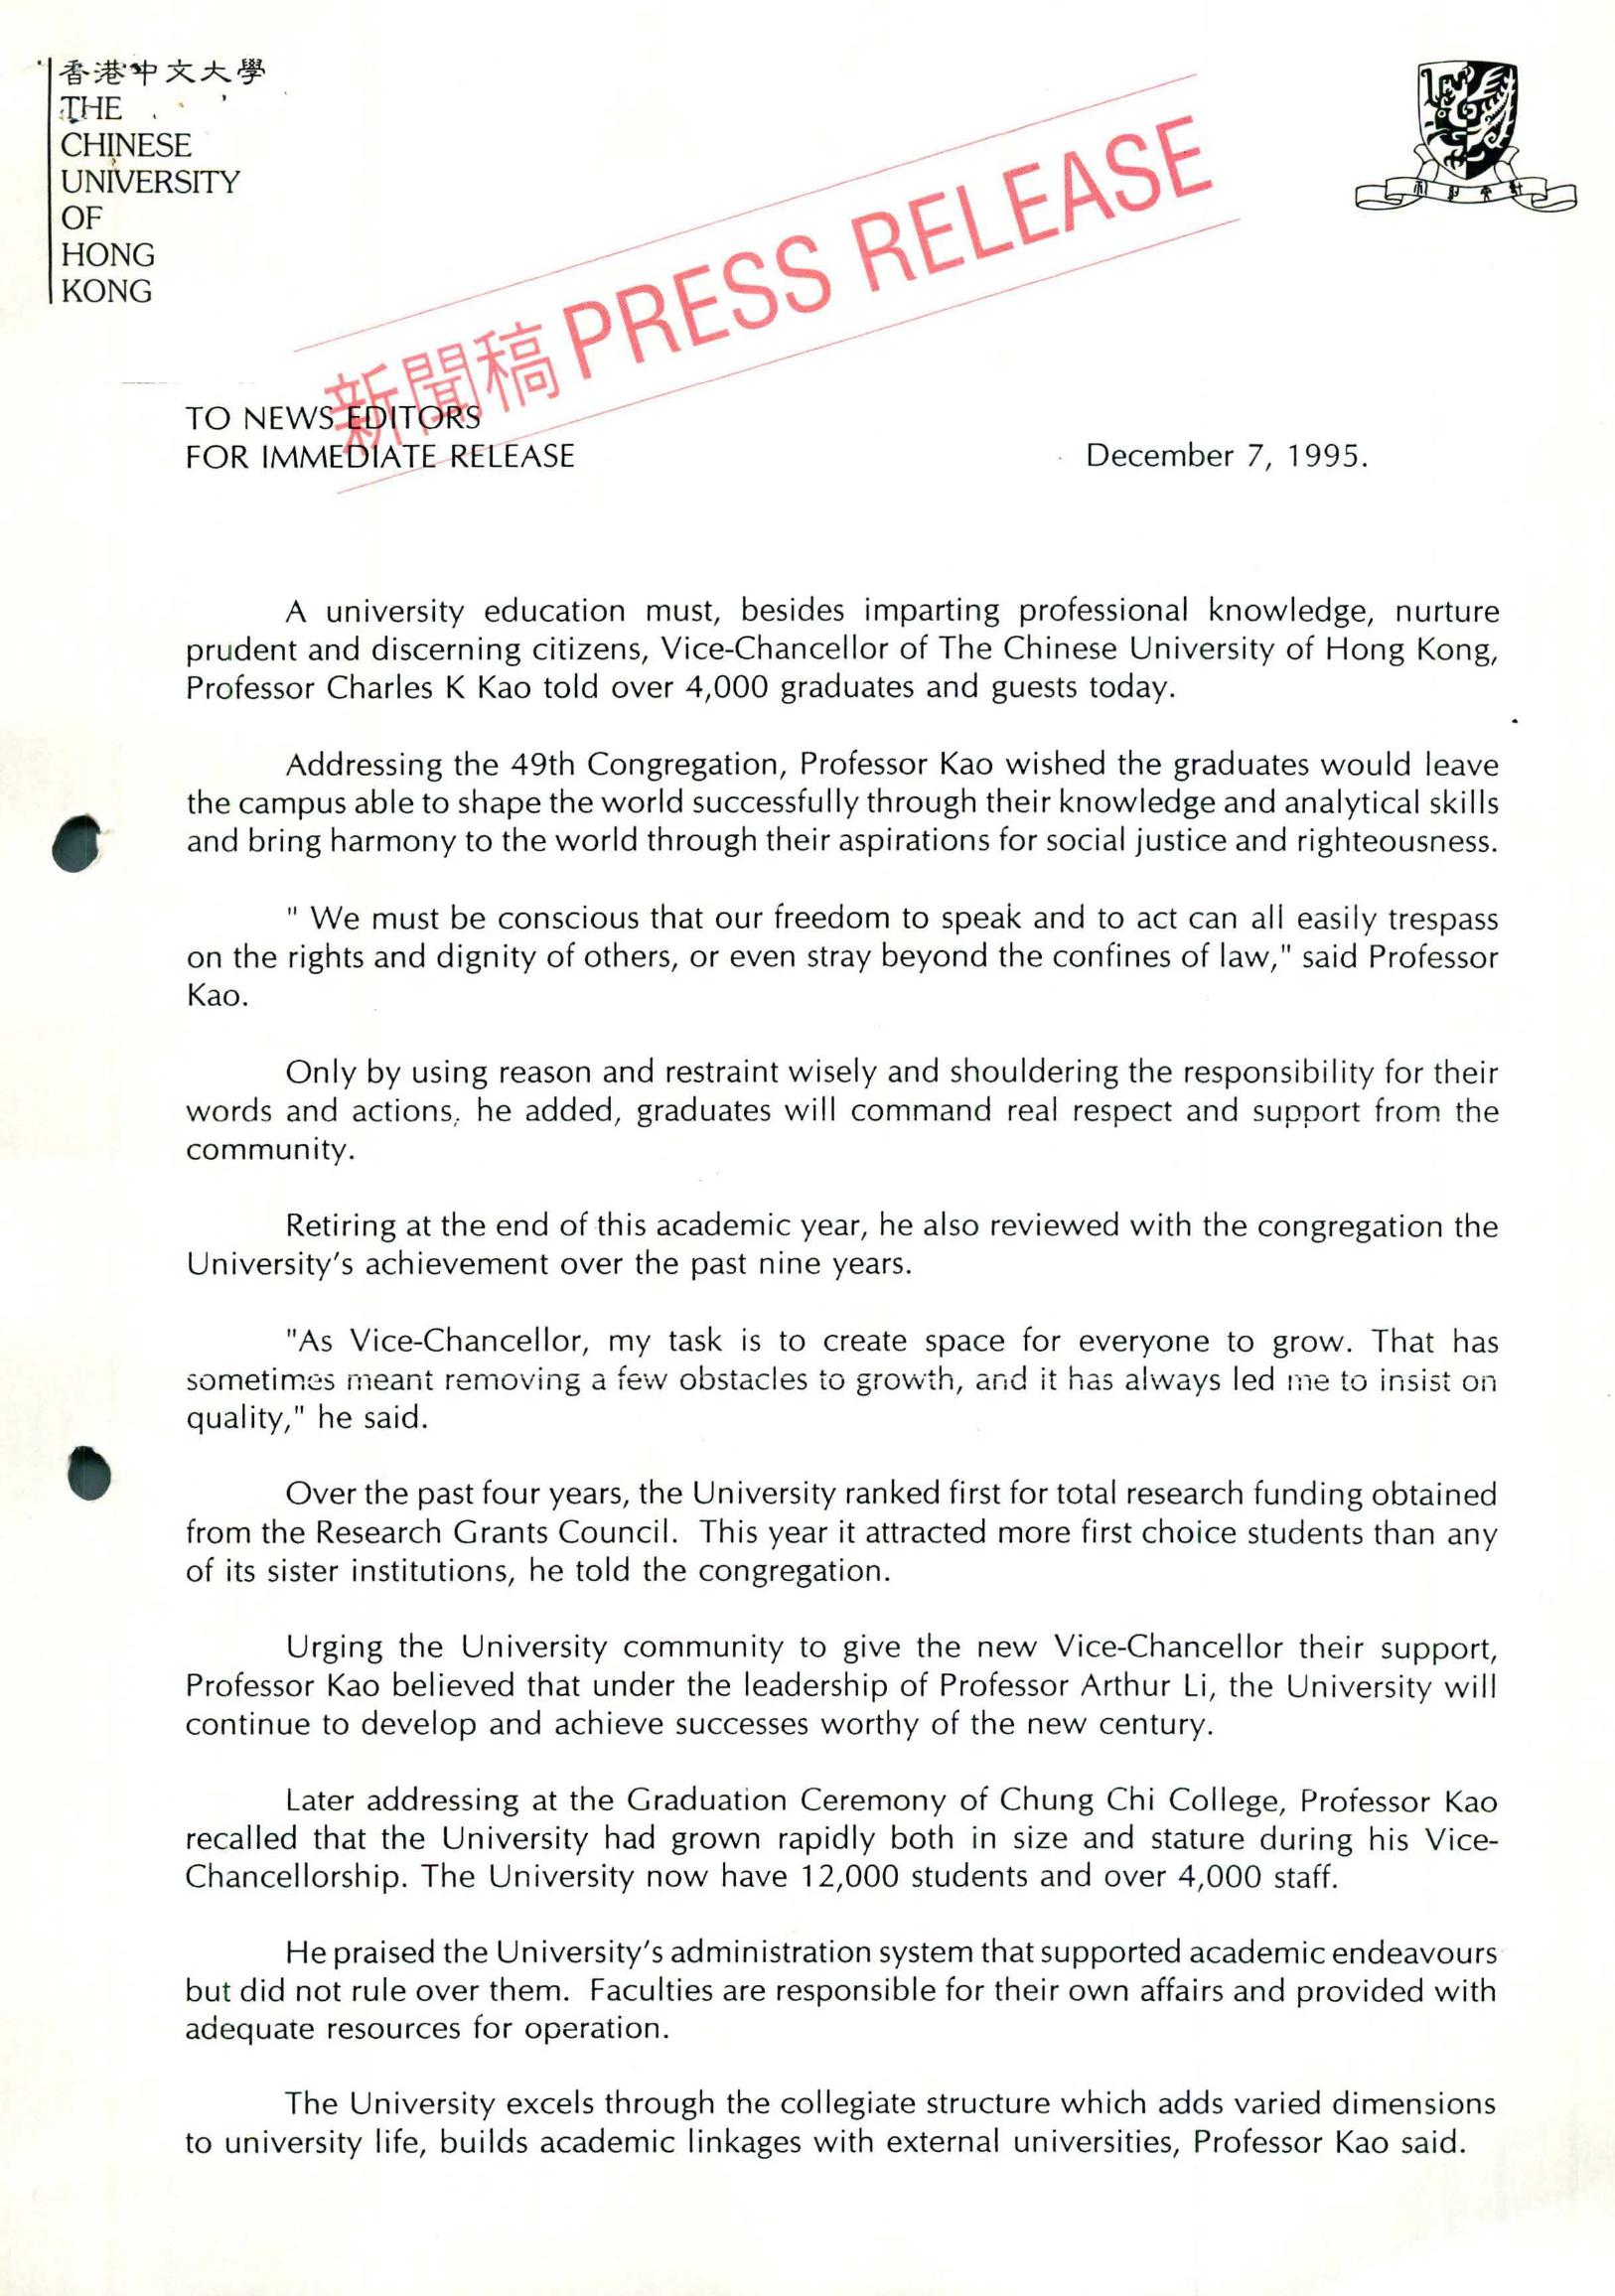 香港中文大學
THE
CHINESE
UNIVERSITY
OF
HONG
KONG
新聞稿 PRESS RELEASE
TO NEWS EDITORS
FOR IMMEDIATE RELEASE
December 7, 1995.
A university education must, besides imparting professional knowledge, nurture
prudent and discerning citizens, Vice-Chancellor of The Chinese University of Hong Kong,
Professor Charles K Kao told over 4,000 graduates and guests today.
Addressing the 49th Congregation, Professor Kao wished the graduates would leave
the campus able to shape the world successfully through their knowledge and analytical skills
and bring harmony to the world through their aspirations for social justice and righteousness.
" We must be conscious that our freedom to speak and to act can all easily trespass
on the rights and dignity of others, or even stray beyond the confines of law," said Professor
Kao.
Only by using reason and restraint wisely and shouldering the responsibility for their
words and actions, he added, graduates will command real respect and support from the
community.
Retiring at the end of this academic year, he also reviewed with the congregation the
University's achievement over the past nine years.
"As Vice-Chancellor, my task is to create space for everyone to grow. That has
sometimes meant removing a few obstacles to growth, and it has always led me to insist on
quality," he said.
Over the past four years, the University ranked first for total research funding obtained
from the Research Grants Council. This year it attracted more first choice students than any
of its sister institutions, he told the congregation.
Urging the University community to give the new Vice-Chancellor their support,
Professor Kao believed that under the leadership of Professor Arthur Li, the University will
continue to develop and achieve successes worthy of the new century.
Later addressing at the Graduation Ceremony of Chung Chi College, Professor Kao
recalled that the University had grown rapidly both in size and stature during his Vice-
Chancellorship. The University now have 12,000 students and over 4,000 staff.
He praised the University's administration system that supported academic endeavours
but did not rule over them. Faculties are responsible for their own affairs and provided with
adequate resources for operation.
The University excels through the collegiate structure which adds varied dimensions
to university life, builds academic linkages with external universities, Professor Kao said.